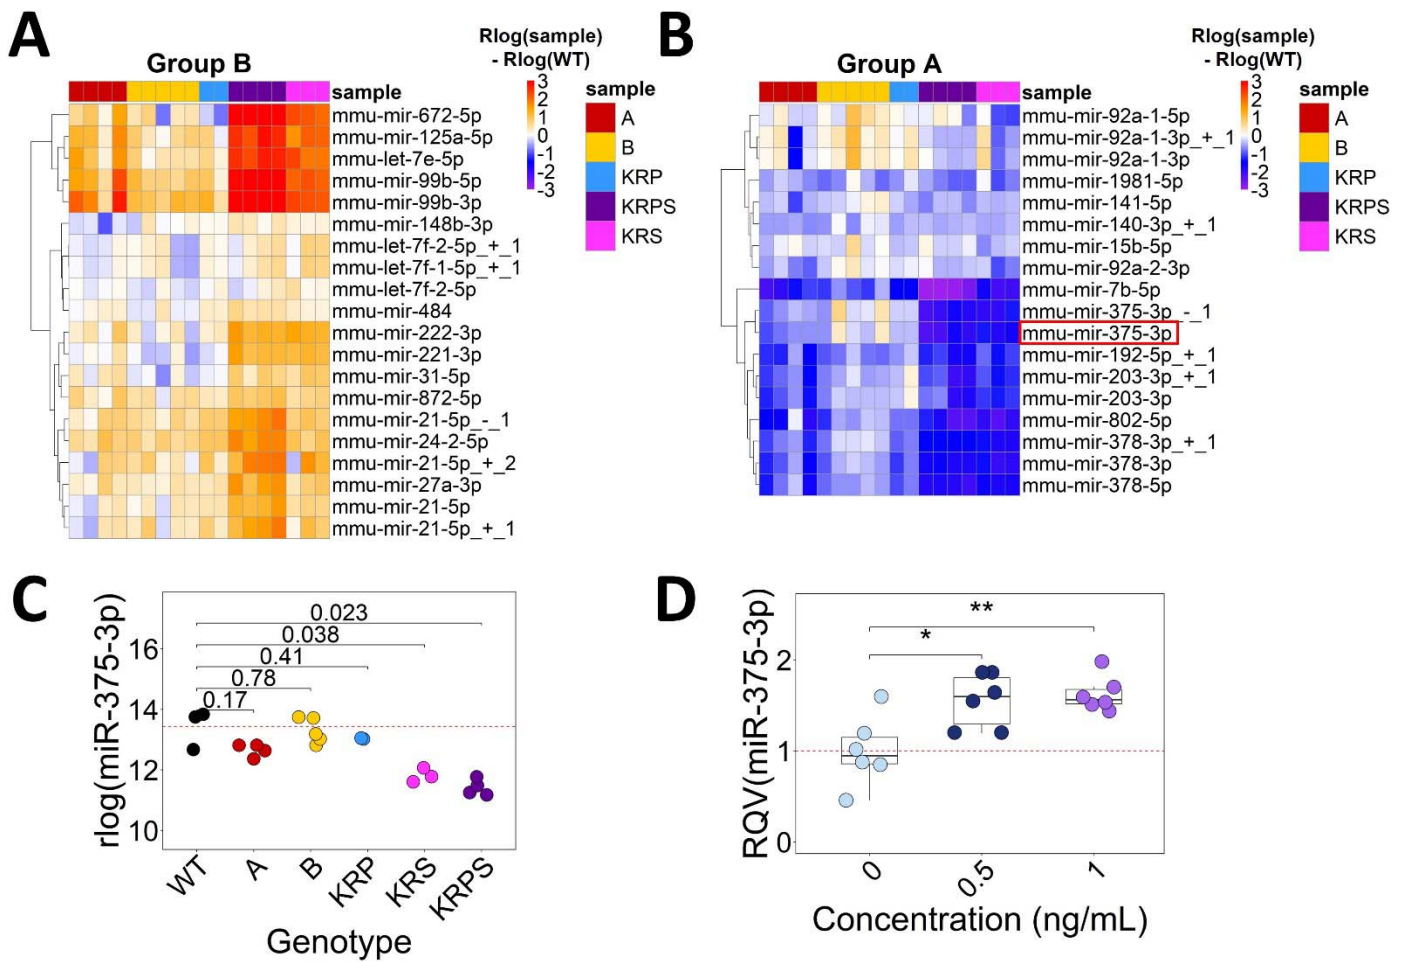 A
Group B
Rlog(sample)
- Rlog(WT)
3
2
1
0
-1
-2
-3
sample
A
B
KRP
KRPS
KRS
sample
mmu-mir-672-5p
mmu-mir-125a-5p
mmu-let-7e-5p
mmu-mir-99b-5p
mmu-mir-99b-3p
mmu-mir-148b-3p
mmu-let-7f-2-5p_+_1
mmu-let-7f-1-5p_+_1
mmu-let-7f-2-5p
mmu-mir-484
mmu-mir-222-3p
mmu-mir-221-3p
mmu-mir-31-5p
mmu-mir-872-5p
mmu-mir-21-5p_-_1
mmu-mir-24-2-5p
mmu-mir-21-5p_+_2
mmu-mir-27a-3p
mmu-mir-21-5p
mmu-mir-21-5p_+_1
B
Group A
Rlog(sample)
- Rlog(WT)
3
2
1
0
-1
-2
-3
sample
A
B
KRP
KRPS
KRS
sample
mmu-mir-92a-1-5p
mmu-mir-92a-1-3p_+_1
mmu-mir-92a-1-3p
mmu-mir-1981-5p
mmu-mir-141-5p
mmu-mir-140-3p_+_1
mmu-mir-15b-5p
mmu-mir-92a-2-3p
mmu-mir-7b-5p
mmu-mir-375-3p_-_1
mmu-mir-375-3p
mmu-mir-192-5p_+_1
mmu-mir-203-3p_+_1
mmu-mir-203-3p
mmu-mir-802-5p
mmu-mir-378-3p_+_1
mmu-mir-378-3p
mmu-mir-378-5p
C
rlog(miR-375-3p)
16
14
12
10
0.023
0.038
0.41
0.78
0.17
WT
A
B
KRP
KRS
KRPS
Genotype
D
RQV(miR-375-3p)
2
1
0
**
*
0
0.5
1
Concentration (ng/mL)